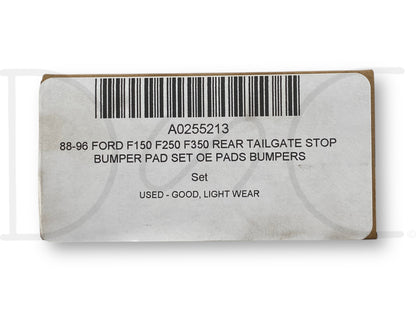 A0255213
88-96 FORD F150 F250 F350 REAR TAILGATE STOP
BUMPER PAD SET OE PADS BUMPERS
Set
USED - GOOD, LIGHT WEAR